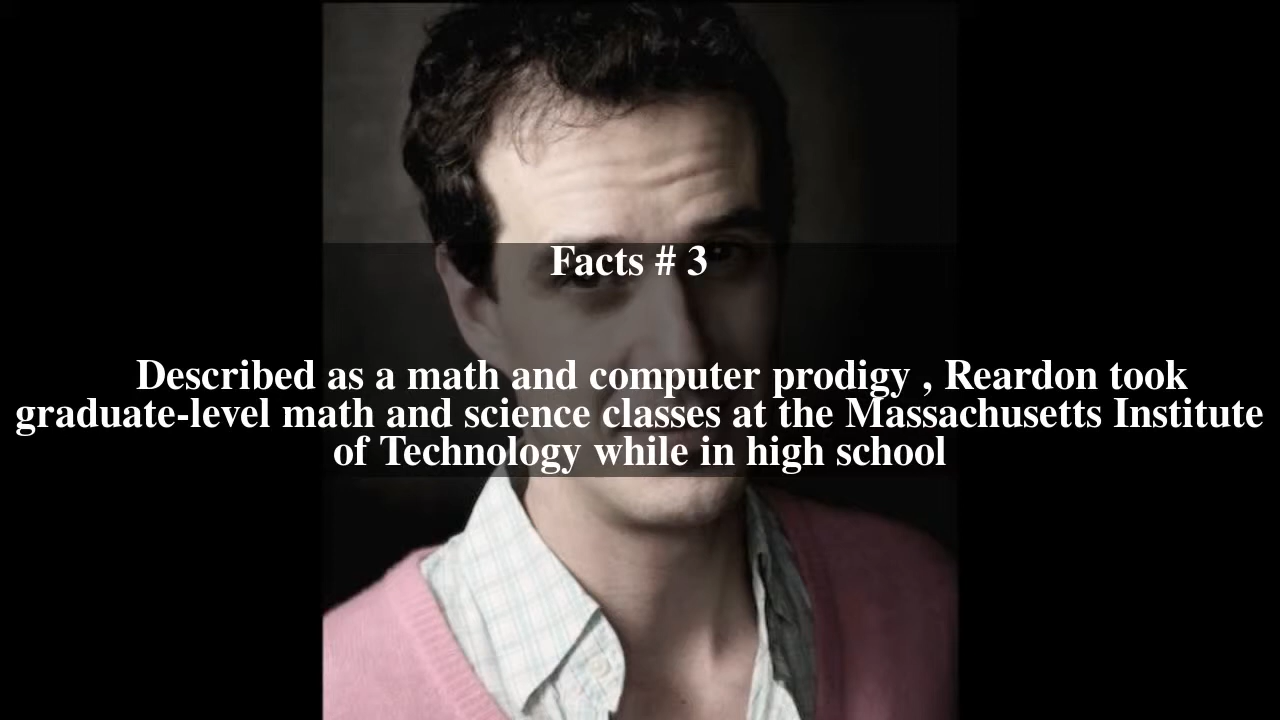 Facts # 3
Described as a math and computer prodigy , Reardon took
graduate-level math and science classes at the Massachusetts Institute
of Technology while in high school